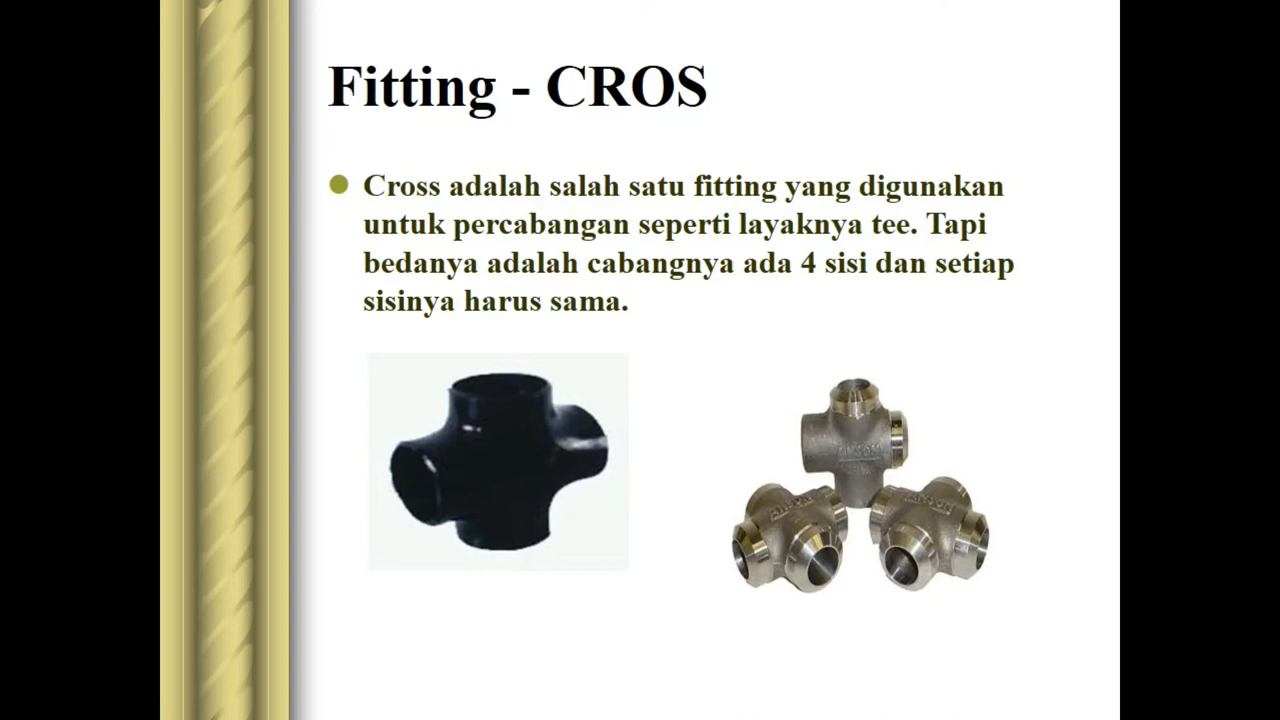 Fitting - CROS
Cross adalah salah satu fitting yang digunakan
untuk percabangan seperti layaknya tee. Tapi
bedanya adalah cabangnya ada 4 sisi dan setiap
sisinya harus sama.